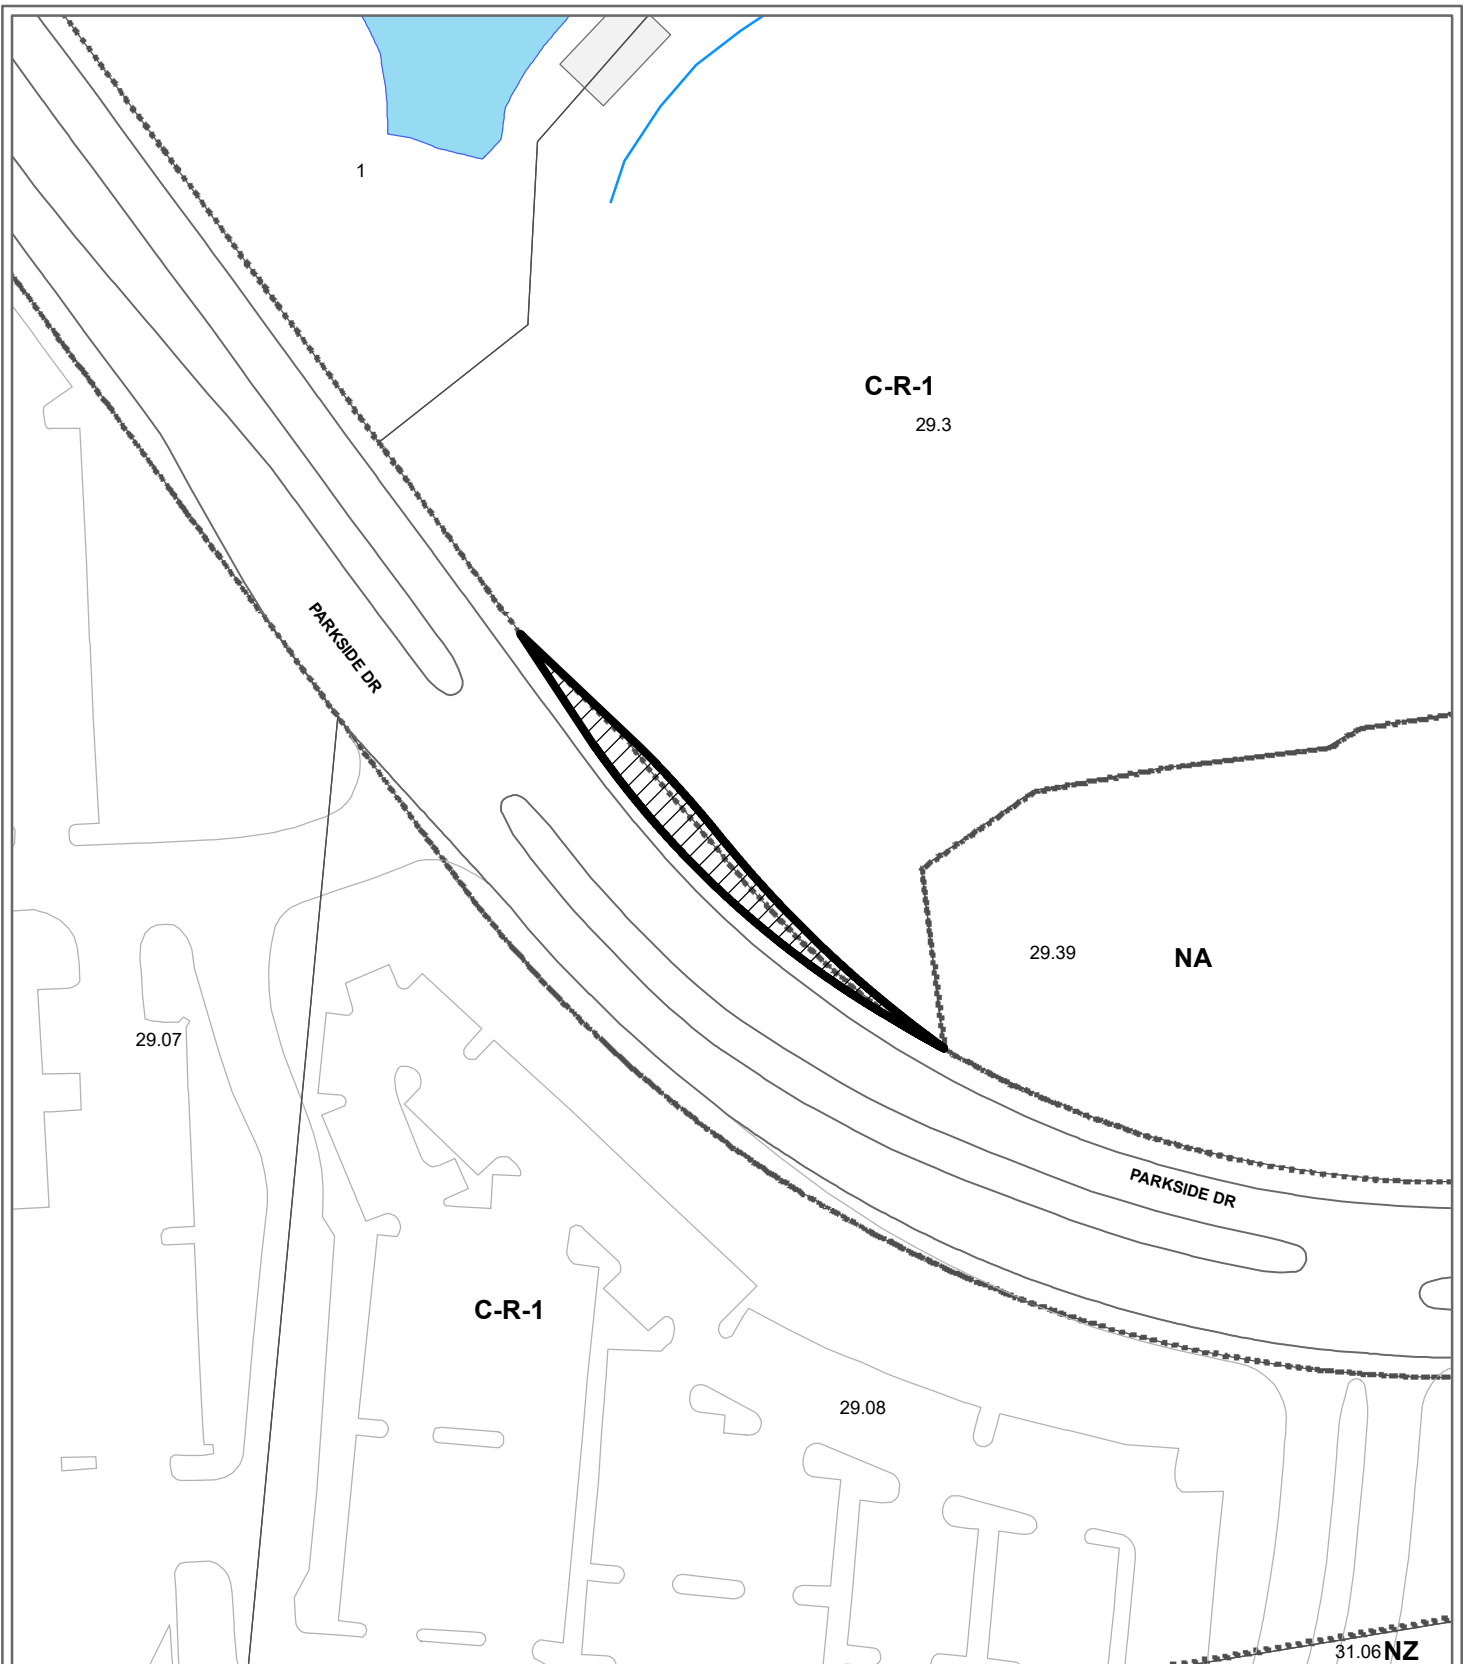 1
C-R-1
29.3
PARKSIDE DR
29.39
NA
29.07
PARKSIDE DR
C-R-1
29.08
31.06 NZ